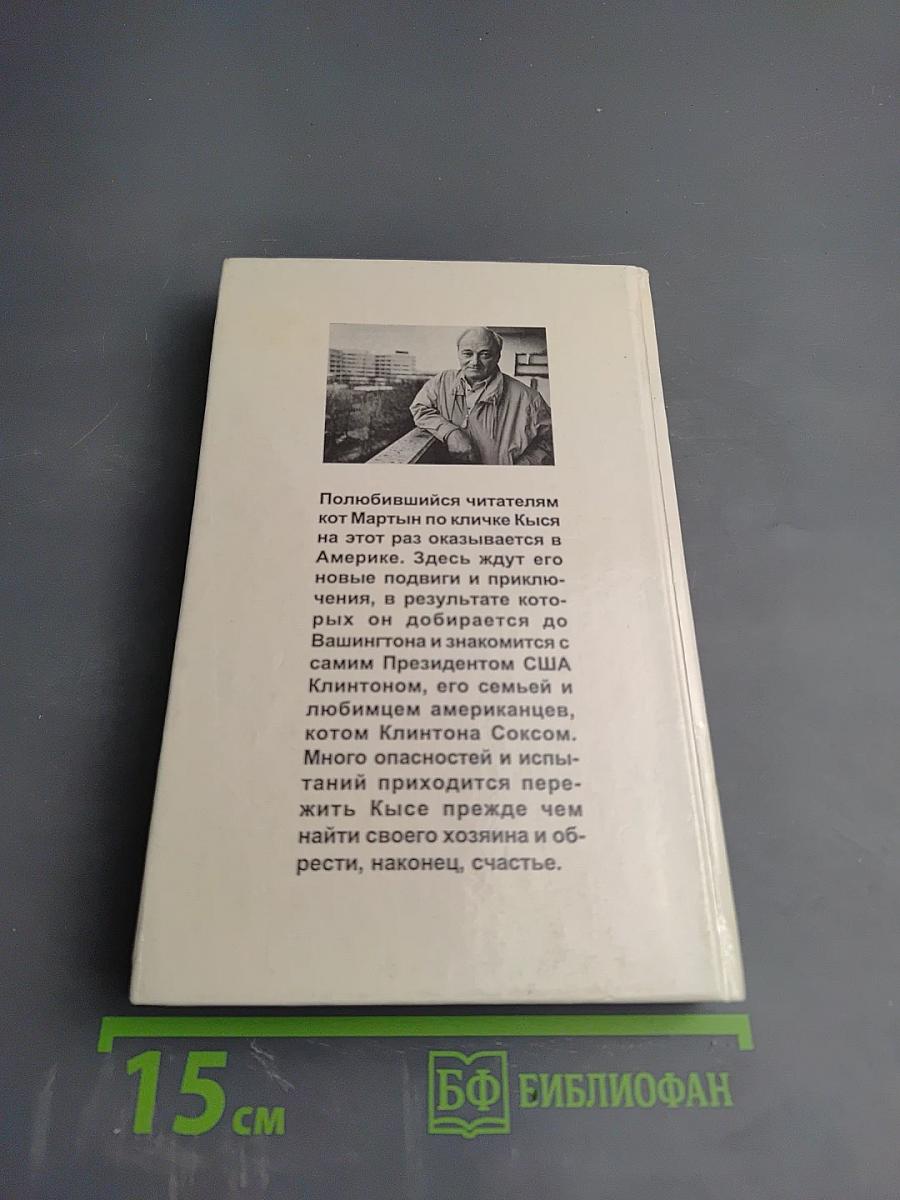 Полюбившийся читателям
кот Мартын по кличке Кыся
на этот раз оказывается в
Америке. Здесь ждут его
новые подвиги и приклю-
чения, в результате кото-
рых он добирается до
Вашингтона и знакомится с
самим Президентом США
Клинтоном, его семьей и
любимцем американцев,
котом Клинтона Соксом.
Много опасностей и испы-
таний приходится пере-
жить Кысе прежде чем
найти своего хозяина и об-
рести, наконец, счастье.
15 см
БФ БИБЛИОФАН